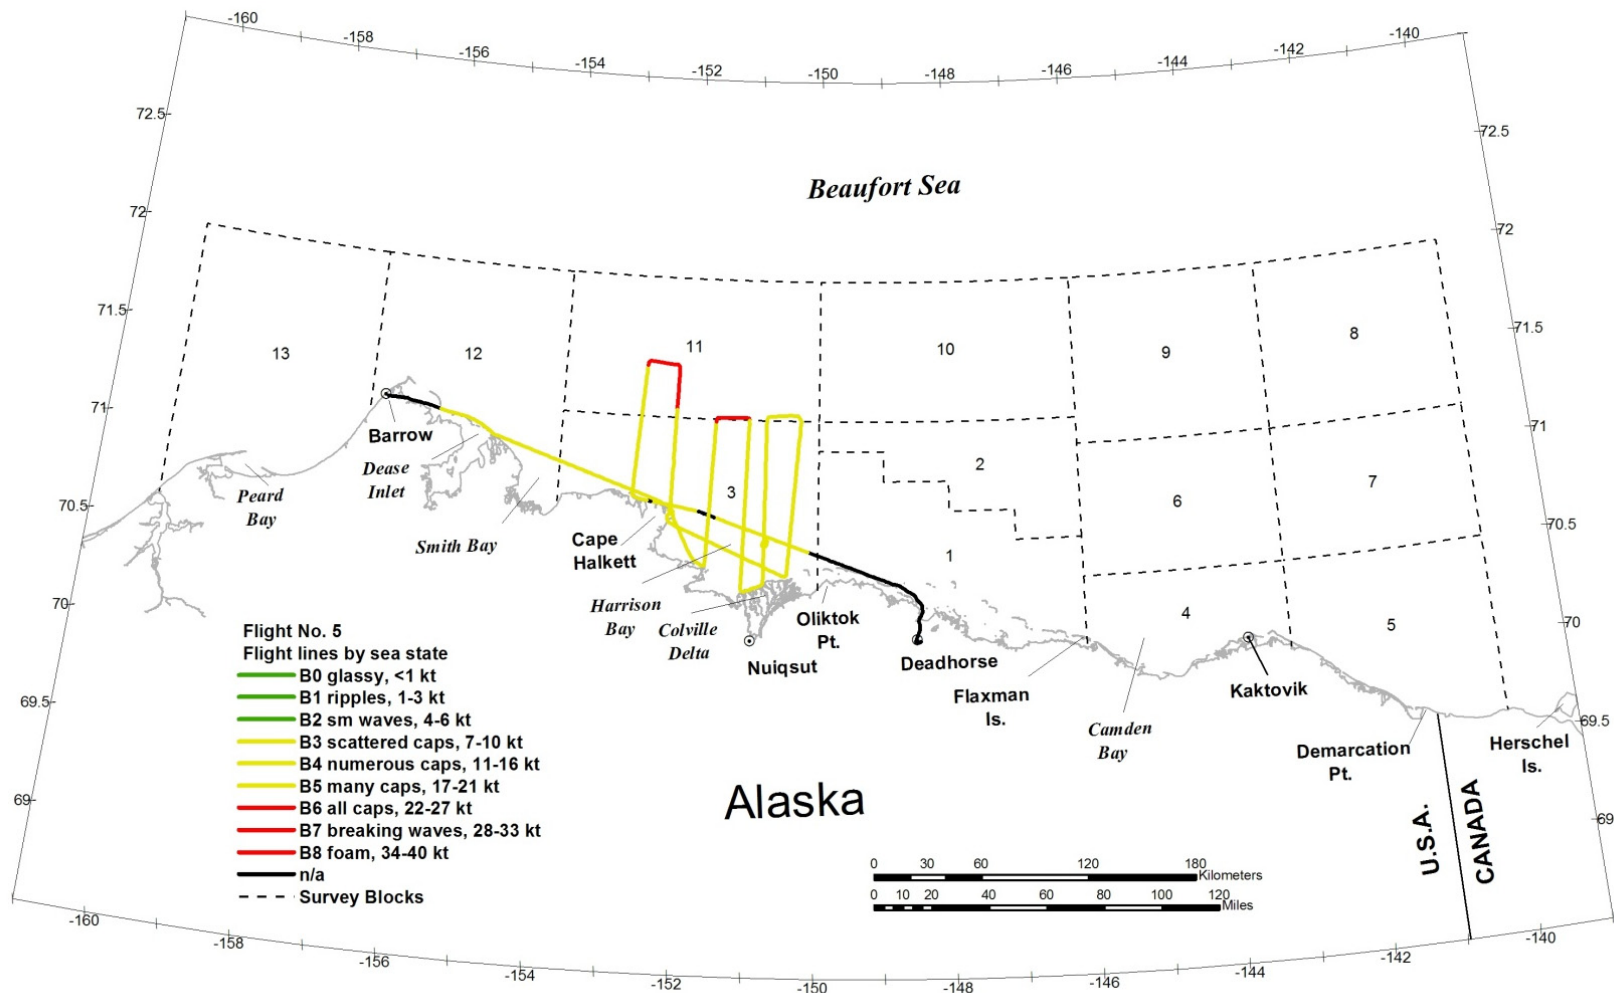 -160
-158
-156
-154
-152
-150
-148
-146
-144
-142
-140
72.5
72.5
72
72
71.5
71.5
71
71
70.5
70.5
70
70
69.5
69.5
69
69
Beaufort Sea
13
12
11
10
9
8
3
2
1
6
7
4
5
Barrow
Dease
Inlet
Peard
Bay
Smith Bay
Cape
Halkett
Harrison
Bay
Colville
Delta
Nuiqsut
Oliktok
Pt.
Deadhorse
Flaxman
Is.
Camden
Bay
Kaktovik
Demarcation
Pt.
Herschel
Is.
Alaska
U.S.A.
CANADA
Flight No. 5
Flight lines by sea state
B0 glassy, <1 kt
B1 ripples, 1-3 kt
B2 sm waves, 4-6 kt
B3 scattered caps, 7-10 kt
B4 numerous caps, 11-16 kt
B5 many caps, 17-21 kt
B6 all caps, 22-27 kt
B7 breaking waves, 28-33 kt
B8 foam, 34-40 kt
n/a
Survey Blocks
0 30 60 120 180
Kilometers
0 10 20 40 60 80 100 120
Miles
-160
-158
-156
-154
-152
-150
-148
-146
-144
-142
-140